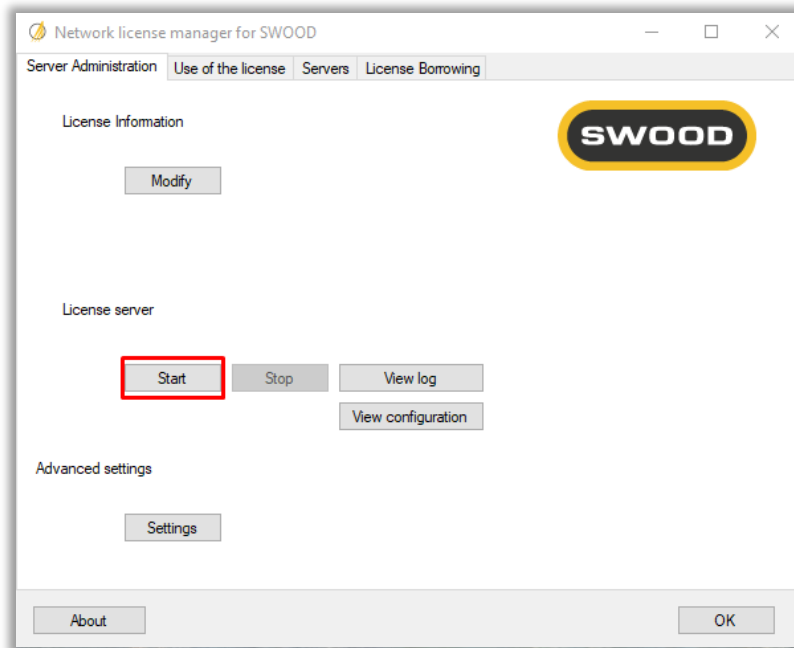 Network license manager for SWOOD
Server Administration Use of the license Servers License Borrowing
License Information
SWOOD
Modify
License server
Start Stop View log
View configuration
Advanced settings
Settings
About OK